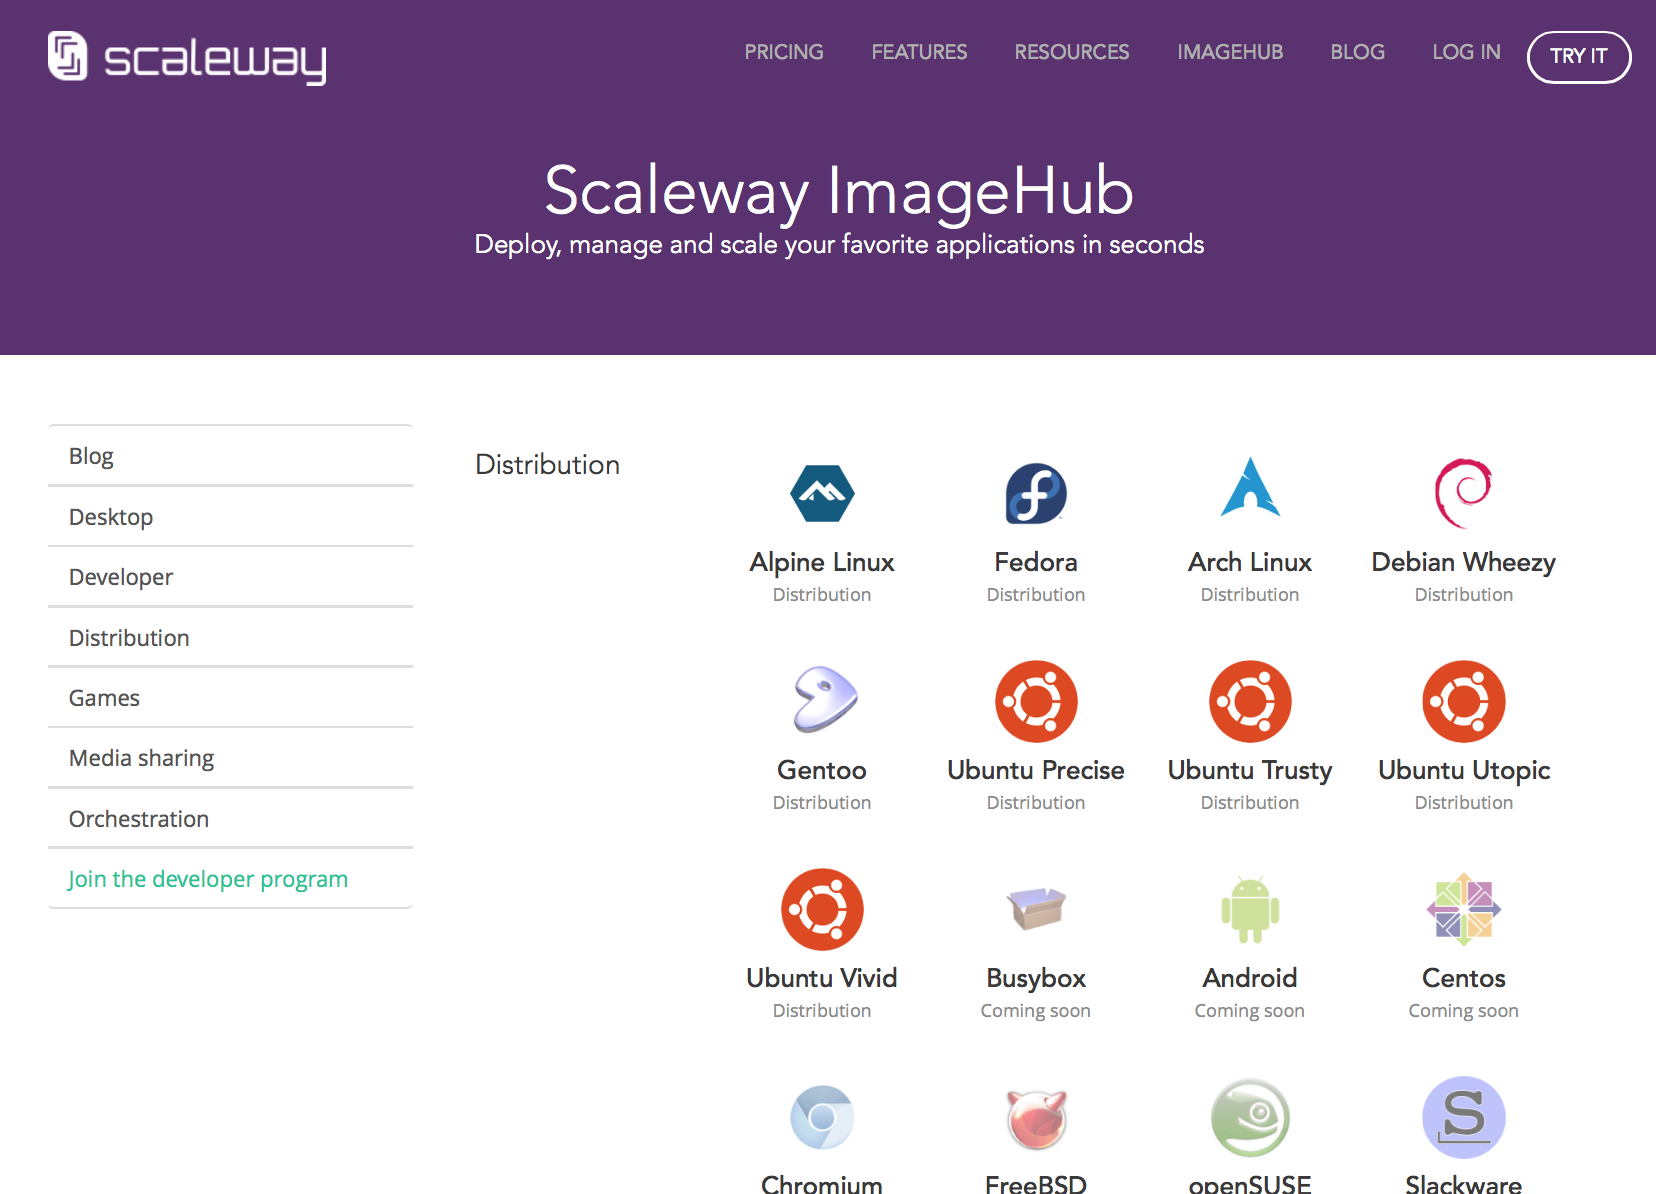 scaleway
PRICING FEATURES RESOURCES IMAGEHUB BLOG LOG IN TRY IT
Scaleway ImageHub
Deploy, manage and scale your favorite applications in seconds
Blog
Desktop
Developer
Distribution
Games
Media sharing
Orchestration
Join the developer program
Distribution
Alpine Linux Fedora Arch Linux Debian Wheezy
Distribution Distribution Distribution Distribution
Gentoo Ubuntu Precise Ubuntu Trusty Ubuntu Utopic
Distribution Distribution Distribution Distribution
Ubuntu Vivid Busybox Android Centos
Distribution Coming soon Coming soon Coming soon
Chromium FreeBSD openSUSE Slackware